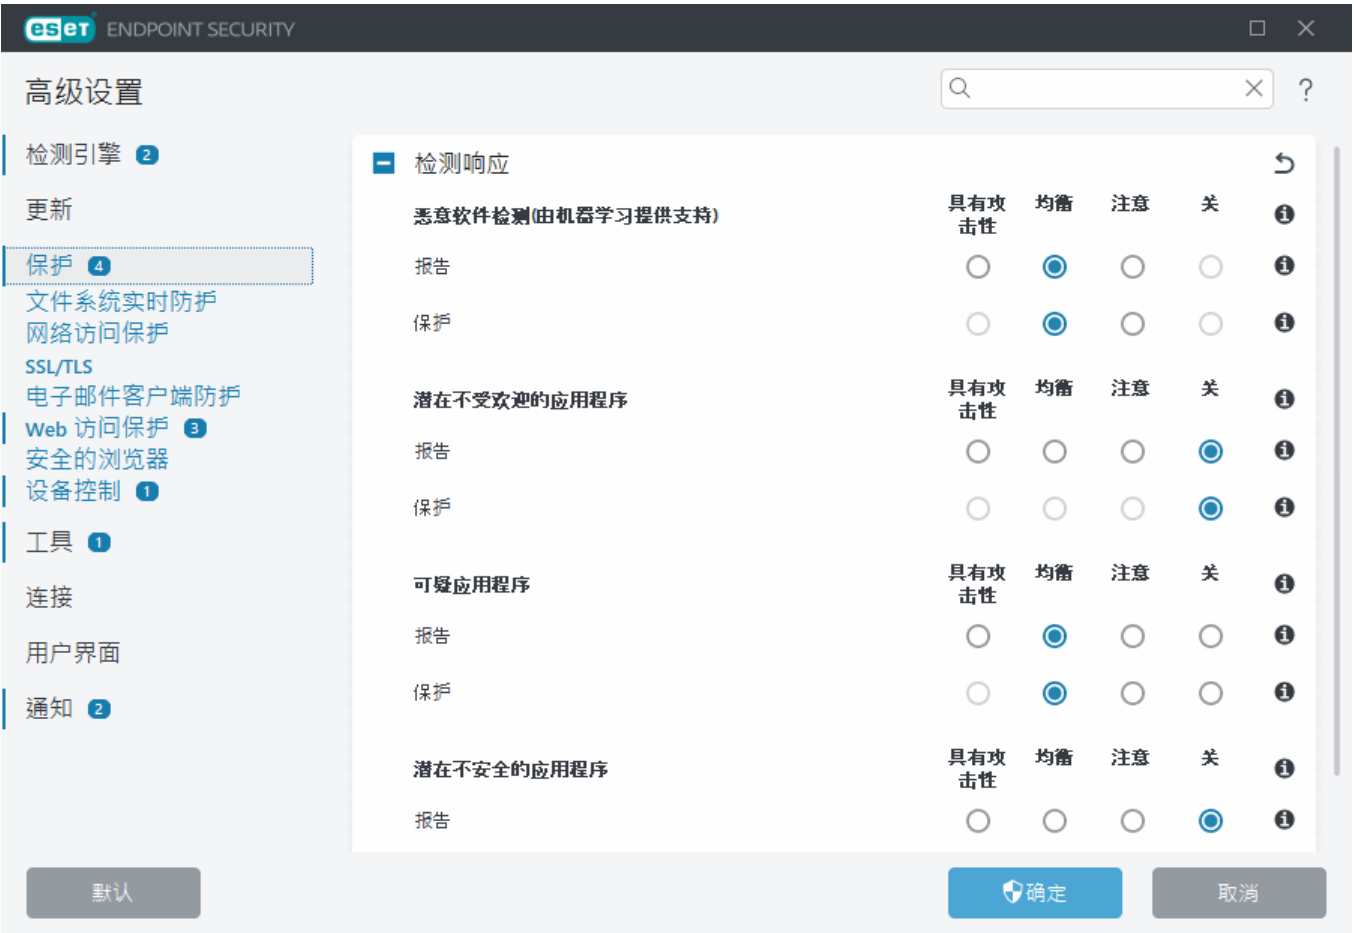 eset ENDPOINT SECURITY
高级设置
?
检测引擎 2
更新
保护 4
文件系统实时防护
网络访问保护
SSL/TLS
电子邮件客户端防护
Web 访问保护 3
安全的浏览器
设备控制 1
工具 1
连接
用户界面
通知 2
检测响应
恶意软件检测(由机器学习提供支持) 具有攻击性 均衡 注意 关
报告
保护
潜在不受欢迎的应用程序 具有攻击性 均衡 注意 关
报告
保护
可疑应用程序 具有攻击性 均衡 注意 关
报告
保护
潜在不安全的应用程序 具有攻击性 均衡 注意 关
报告
默认
确定
取消